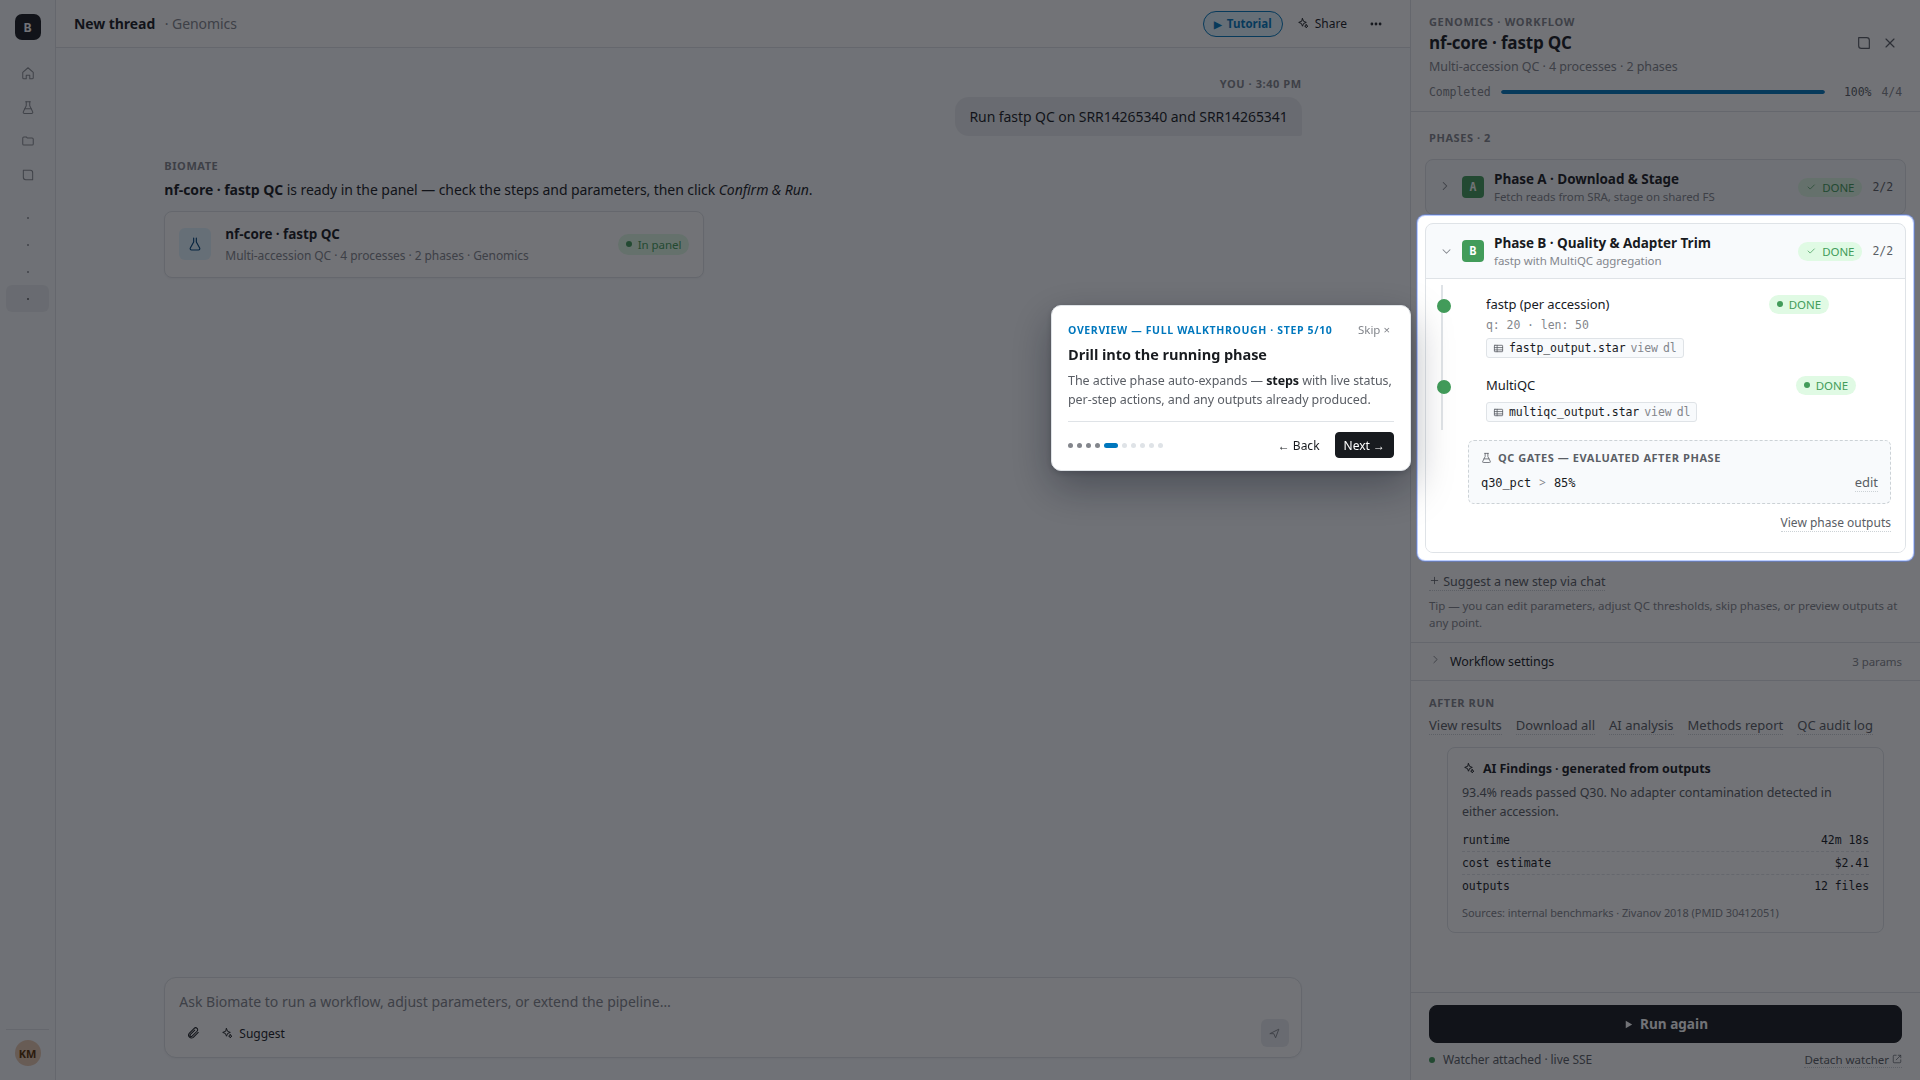 B
New thread · Genomics
▶ Tutorial
Share
YOU · 3:40 PM
Run fastp QC on SRR14265340 and SRR14265341
BIOMATE
nf-core · fastp QC is ready in the panel — check the steps and parameters, then click Confirm & Run.
nf-core · fastp QC
Multi-accession QC · 4 processes · 2 phases · Genomics
In panel
OVERVIEW — FULL WALKTHROUGH · STEP 5/10
Skip ×
Drill into the running phase
The active phase auto-expands — steps with live status,
per-step actions, and any outputs already produced.
← Back
Next →
Ask Biomate to run a workflow, adjust parameters, or extend the pipeline...
Suggest
KM
GENOMICS · WORKFLOW
nf-core · fastp QC
Multi-accession QC · 4 processes · 2 phases
Completed 100% 4/4
PHASES · 2
A Phase A · Download & Stage
Fetch reads from SRA, stage on shared FS
DONE 2/2
B Phase B · Quality & Adapter Trim
fastp with MultiQC aggregation
DONE 2/2
fastp (per accession) DONE
q: 20 · len: 50
fastp_output.star view dl
MultiQC DONE
multiqc_output.star view dl
QC GATES — EVALUATED AFTER PHASE
q30_pct > 85% edit
View phase outputs
+ Suggest a new step via chat
Tip — you can edit parameters, adjust QC thresholds, skip phases, or preview outputs at
any point.
Workflow settings 3 params
AFTER RUN
View results Download all AI analysis Methods report QC audit log
AI Findings · generated from outputs
93.4% reads passed Q30. No adapter contamination detected in
either accession.
runtime 42m 18s
cost estimate $2.41
outputs 12 files
Sources: internal benchmarks · Zivanov 2018 (PMID 30412051)
Run again
Watcher attached · live SSE
Detach watcher